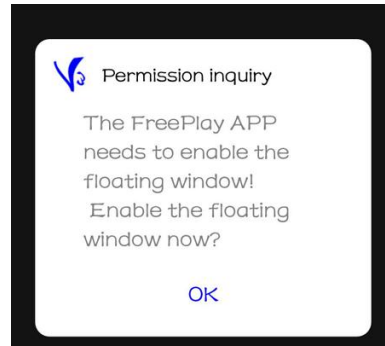 Permission inquiry
The FreePlay APP
needs to enable the
floating window!
Enable the floating
window now?
OK